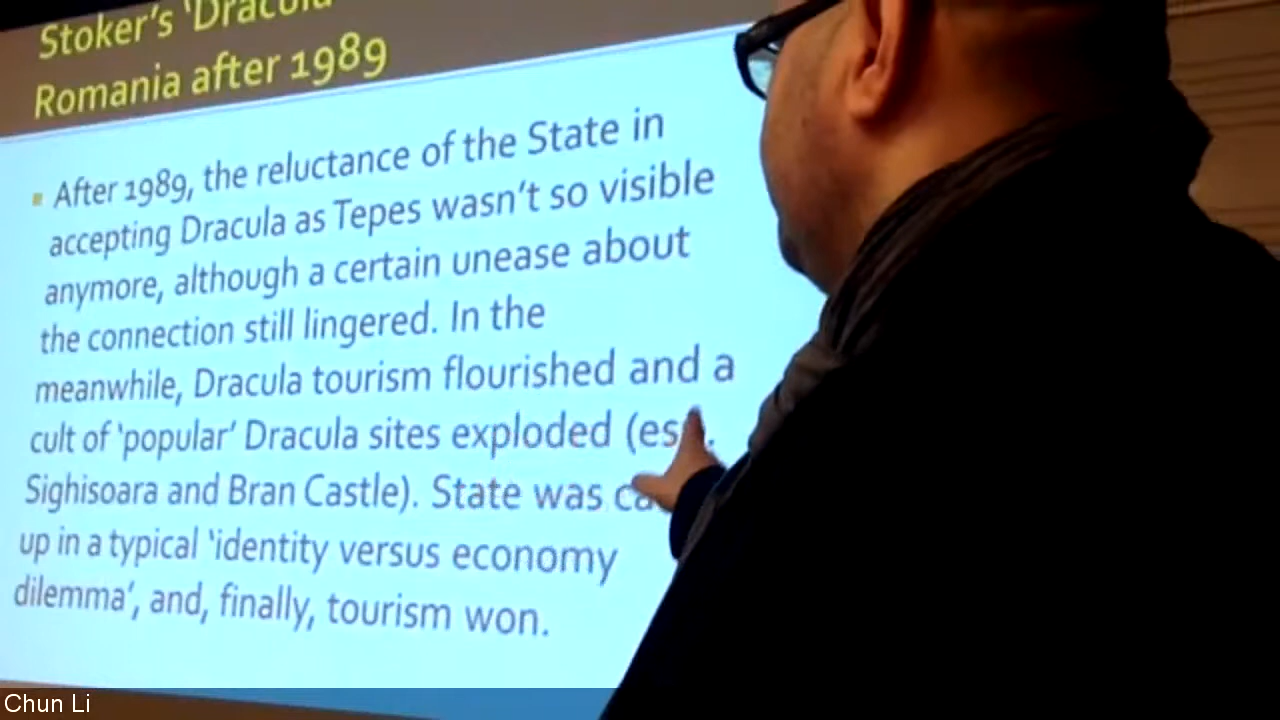 Stoker's 'Dracula
Romania after 1989
After 1989, the reluctance of the State in
accepting Dracula as Tepes wasn't so visible
anymore, although a certain unease about
the connection still lingered. In the
meanwhile, Dracula tourism flourished and a
cult of 'popular' Dracula sites exploded (es
Sighisoara and Bran Castle). State was
up in a typical 'identity versus economy
dilemma', and, finally, tourism won.
Chun Li